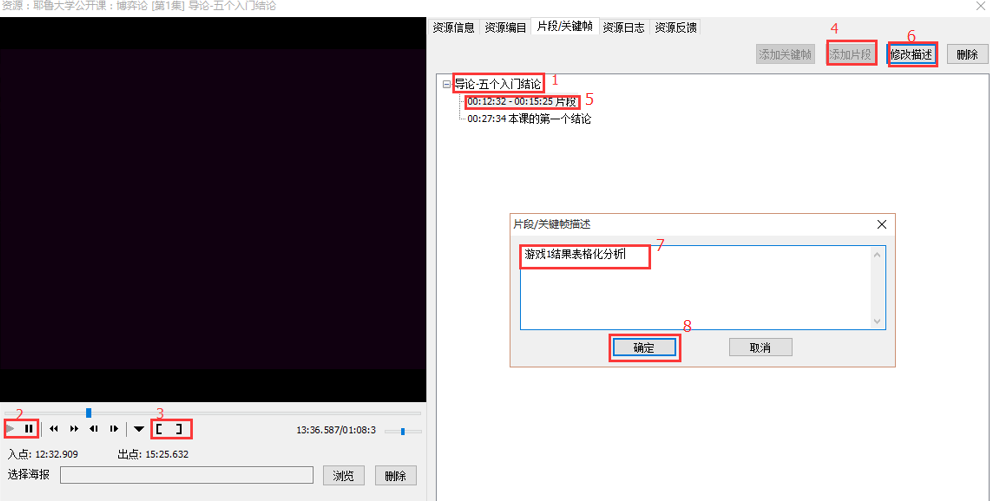 资源：耶鲁大学公开课：博弈论 [第1集] 导论-五个入门结论
资源信息 资源编目 片段/关键帧 资源日志 资源反馈
4 6
添加关键帧 添加片段 修改描述 删除
导论-五个入门结论 1
00:12:32 - 00:15:25 片段 5
00:27:34 本课的第一个结论
片段/关键帧描述
游戏1结果表格化分析 7
8
确定 取消
2 3
[ ] 13:36.587/01:08:3
入点: 12:32.909 出点: 15:25.632
选择海报 浏览 删除